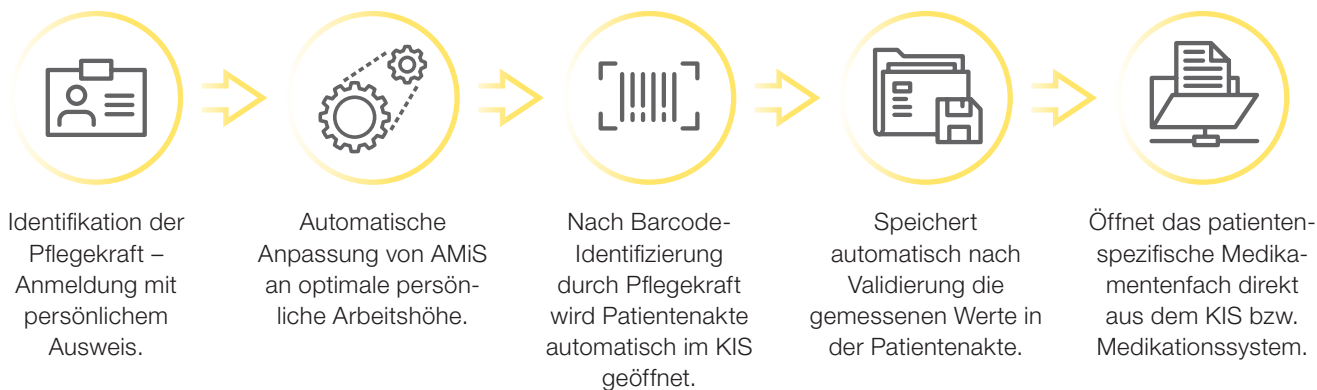 Identifikation der
Pflegekraft –
Anmeldung mit
persönlichem
Ausweis.
Automatische
Anpassung von AMiS
an optimale persön-
liche Arbeitshöhe.
Nach Barcode-
Identifizierung
durch Pflegekraft
wird Patientenakte
automatisch im KIS
geöffnet.
Speichert
automatisch nach
Validierung die
gemessenen Werte in
der Patientenakte.
Öffnet das patienten-
spezifische Medika-
mentenfach direkt
aus dem KIS bzw.
Medikationssystem.